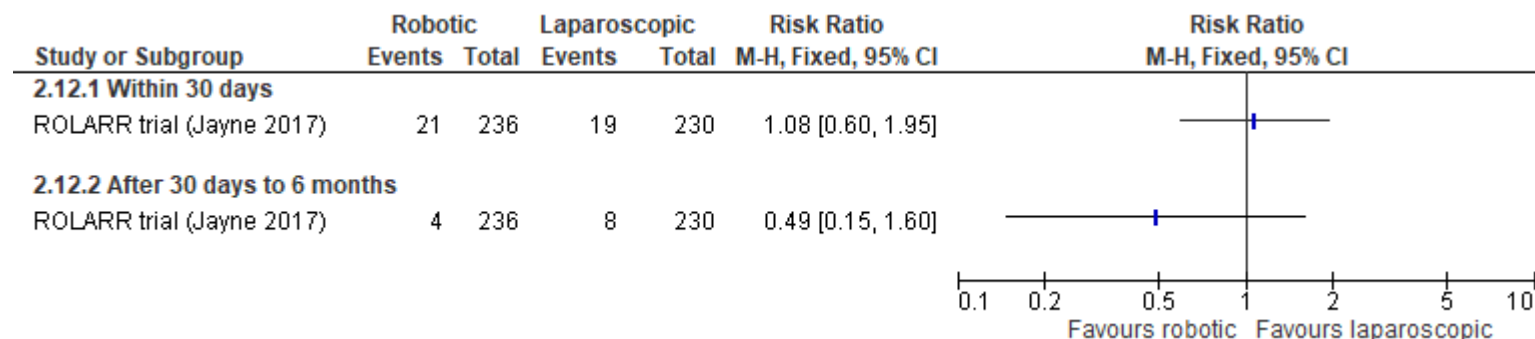 Robotic Laparoscopic Risk Ratio Risk Ratio
Study or Subgroup Events Total Events Total M-H, Fixed, 95% CI M-H, Fixed, 95% CI
2.12.1 Within 30 days
ROLARR trial (Jayne 2017) 21 236 19 230 1.08 [0.60, 1.95]
2.12.2 After 30 days to 6 months
ROLARR trial (Jayne 2017) 4 236 8 230 0.49 [0.15, 1.60]
0.1 0.2 0.5 1 2 5 10
Favours robotic Favours laparoscopic